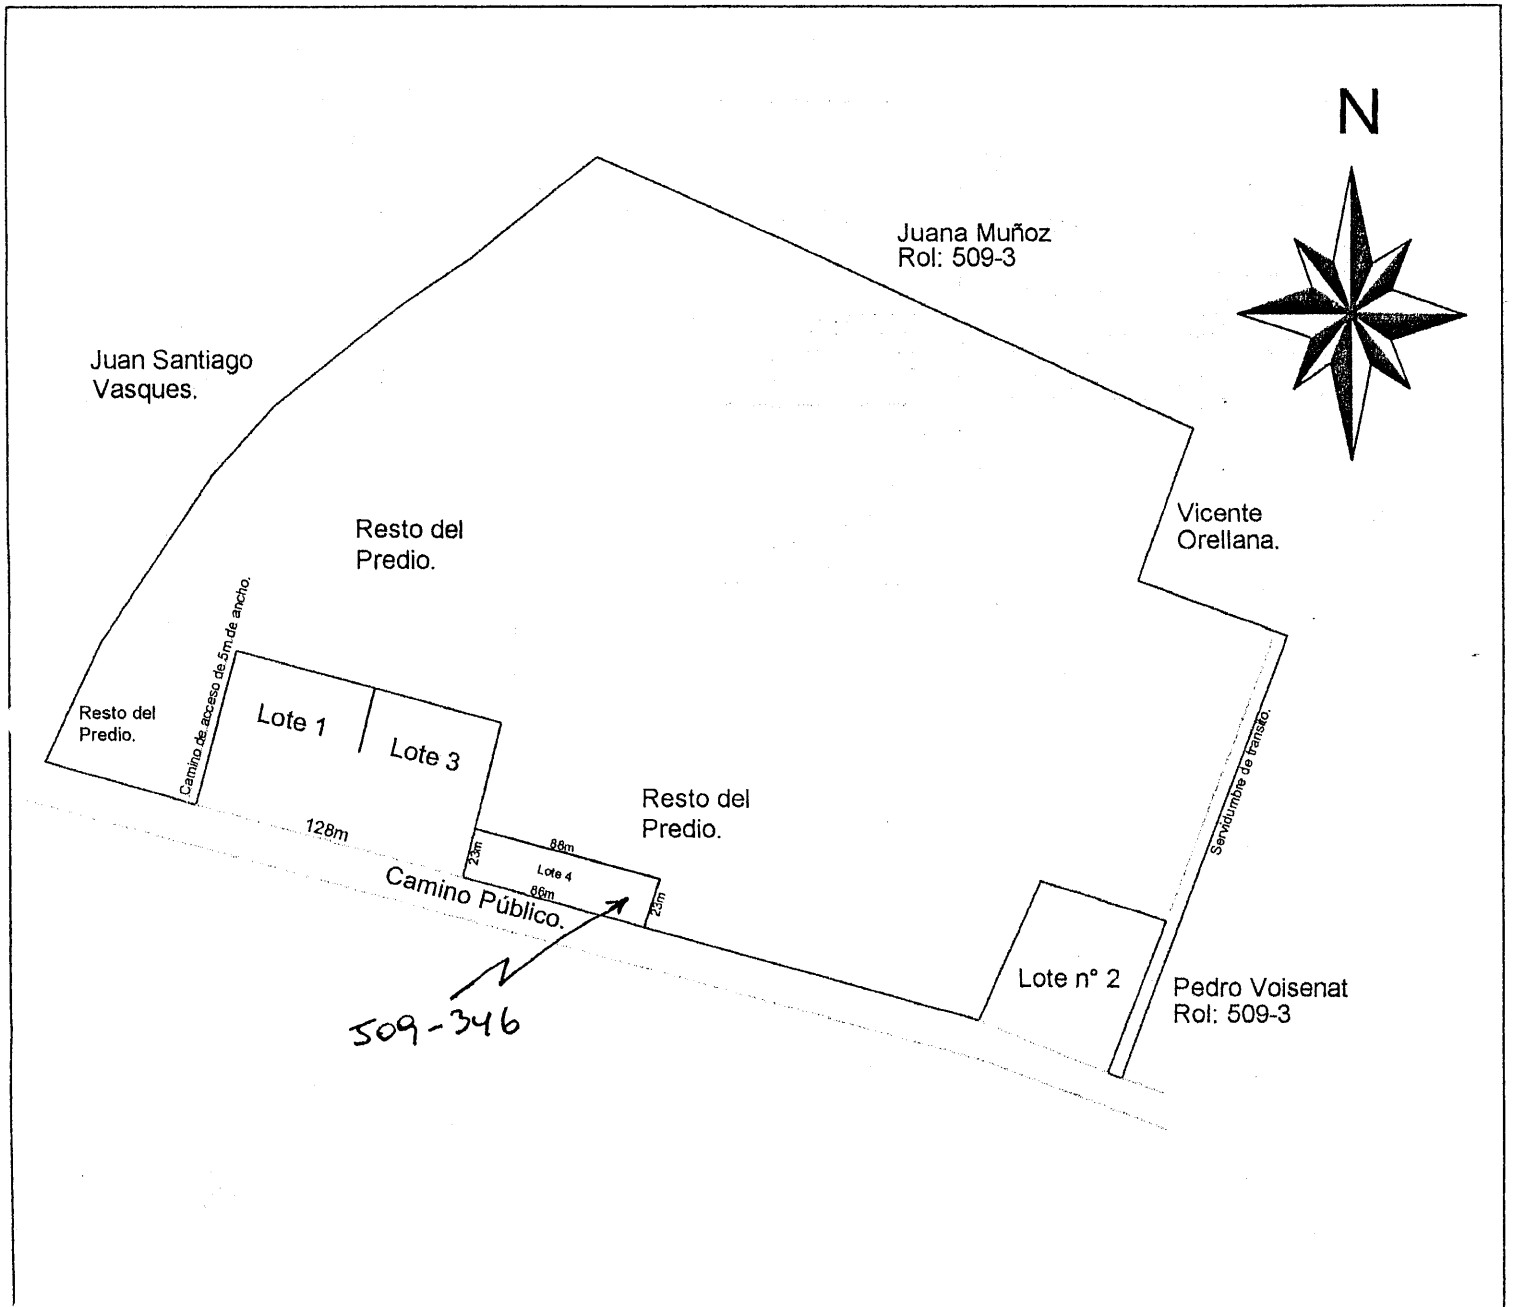 N
Juana Muñoz
Rol: 509-3
Juan Santiago
Vasques.
Vicente
Orellana.
Resto del
Predio.
Camino de acceso de 5m de ancho.
Resto del
Predio.
Lote 1
Lote 3
Servidumbre de transito.
Resto del
Predio.
128m
88m
23m
Lote 4
86m
23m
Camino Público.
Lote n° 2
Pedro Voisenat
Rol: 509-3
509-346